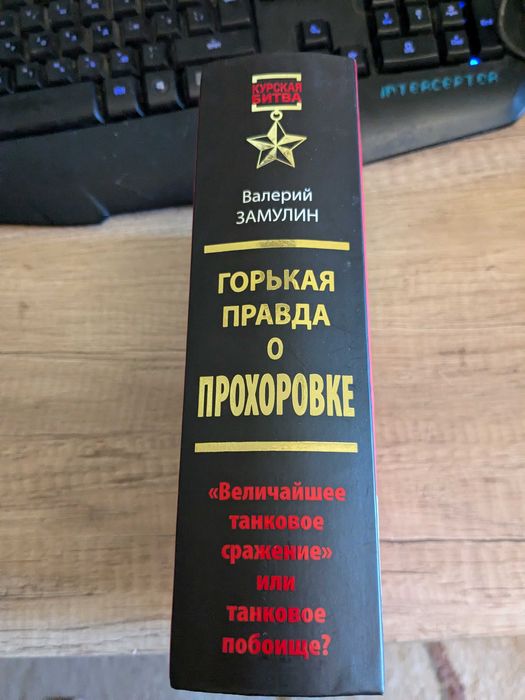 INTERCEPTOR
КУРСКАЯ
БИТВА
Валерий
ЗАМУЛИН
ГОРЬКАЯ
ПРАВДА
О
ПРОХОРОВКЕ
«Величайшее
танковое
сражение»
или
танковое
побоище?